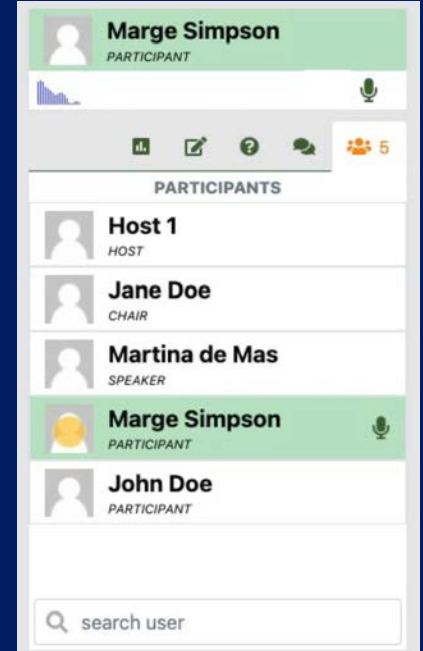 Marge Simpson
PARTICIPANT
5
PARTICIPANTS
Host 1
HOST
Jane Doe
CHAIR
Martina de Mas
SPEAKER
Marge Simpson
PARTICIPANT
John Doe
PARTICIPANT
search user